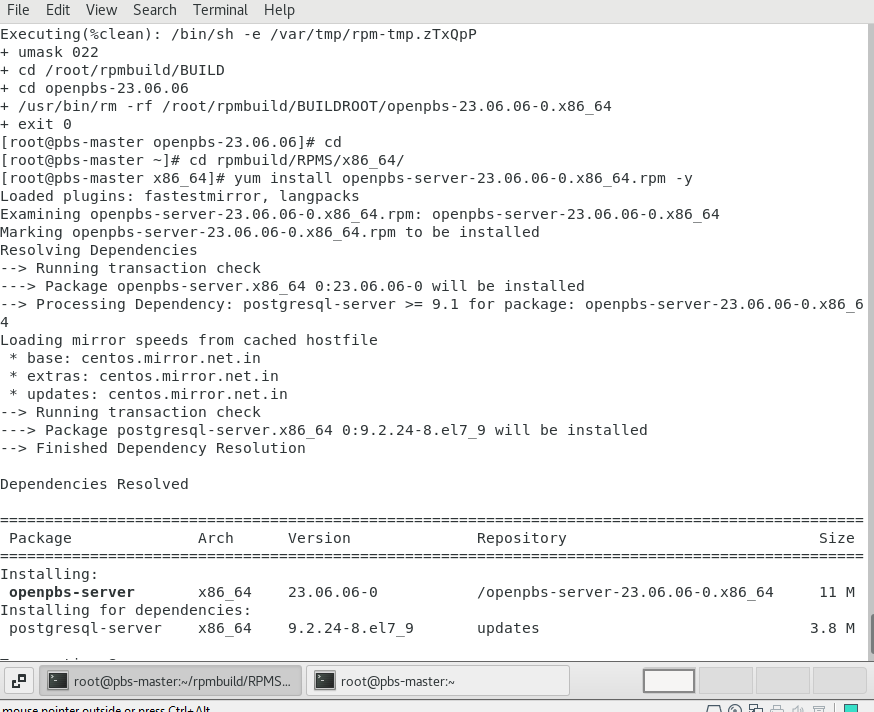 File Edit View Search Terminal Help
Executing(%clean): /bin/sh -e /var/tmp/rpm-tmp.zTxQpP
+ umask 022
+ cd /root/rpmbuild/BUILD
+ cd openpbs-23.06.06
+ /usr/bin/rm -rf /root/rpmbuild/BUILDROOT/openpbs-23.06.06-0.x86_64
+ exit 0
[root@pbs-master openpbs-23.06.06]# cd
[root@pbs-master ~]# cd rpmbuild/RPMS/x86_64/
[root@pbs-master x86_64]# yum install openpbs-server-23.06.06-0.x86_64.rpm -y
Loaded plugins: fastestmirror, langpacks
Examining openpbs-server-23.06.06-0.x86_64.rpm: openpbs-server-23.06.06-0.x86_64
Marking openpbs-server-23.06.06-0.x86_64.rpm to be installed
Resolving Dependencies
--> Running transaction check
---> Package openpbs-server.x86_64 0:23.06.06-0 will be installed
--> Processing Dependency: postgresql-server >= 9.1 for package: openpbs-server-23.06.06-0.x86_6
4
Loading mirror speeds from cached hostfile
 * base: centos.mirror.net.in
 * extras: centos.mirror.net.in
 * updates: centos.mirror.net.in
--> Running transaction check
---> Package postgresql-server.x86_64 0:9.2.24-8.el7_9 will be installed
--> Finished Dependency Resolution
Dependencies Resolved
================================================================================================
 Package Arch Version Repository Size
================================================================================================
Installing:
 openpbs-server x86_64 23.06.06-0 /openpbs-server-23.06.06-0.x86_64 11 M
Installing for dependencies:
 postgresql-server x86_64 9.2.24-8.el7_9 updates 3.8 M
root@pbs-master:~/rpmbuild/RPMS... root@pbs-master:~
mouse pointer outside or press Ctrl+Alt.